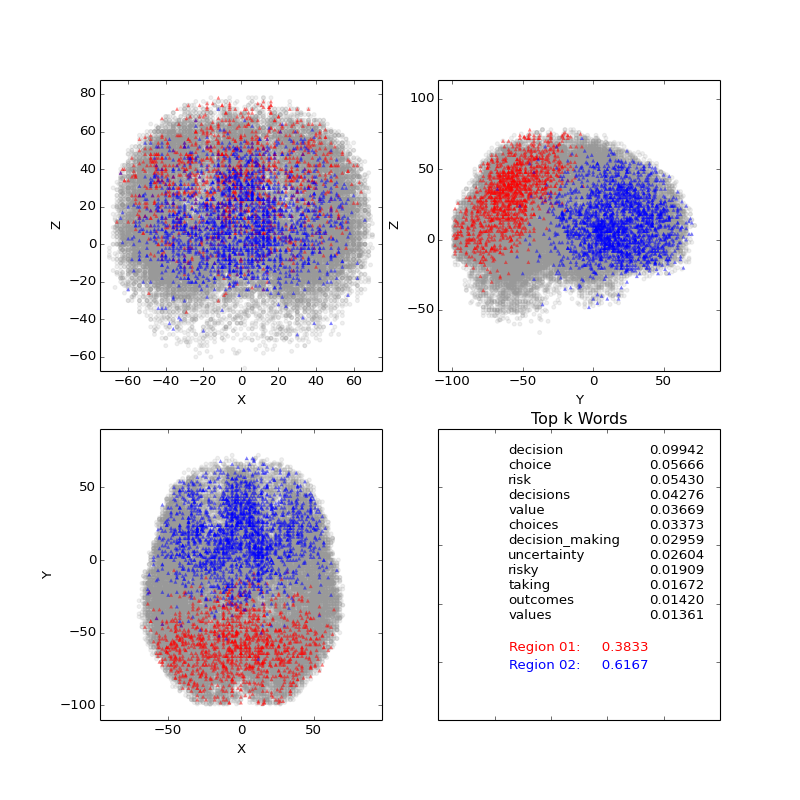 80
60
40
20
0
−20
−40
−60
−60 −40 −20 0 20 40 60
X
Z
100
50
0
−50
−100 −50 0 50
Y
Z
50
0
−50
−100
−50 0 50
X
Y
Top k Words
decision 0.09942
choice 0.05666
risk 0.05430
decisions 0.04276
value 0.03669
choices 0.03373
decision_making 0.02959
uncertainty 0.02604
risky 0.01909
taking 0.01672
outcomes 0.01420
values 0.01361
Region 01: 0.3833
Region 02: 0.6167